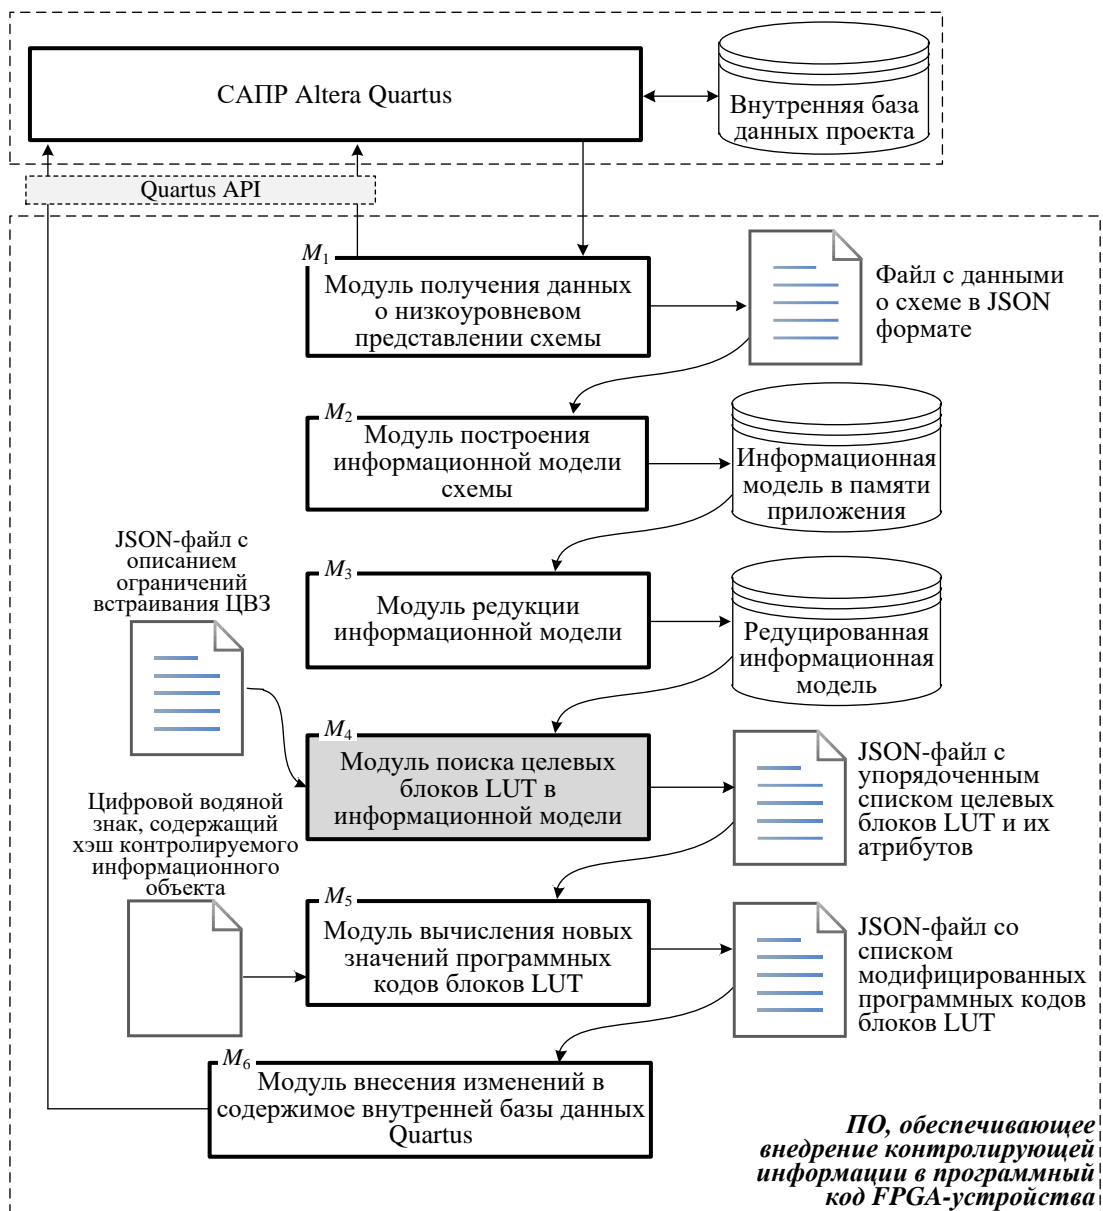 САПР Altera Quartus
Внутренняя база
данных проекта
Quartus API
M1
Модуль получения данных
о низкоуровневом
представлении схемы
Файл с данными
о схеме в JSON
формате
M2
Модуль построения
информационной модели
схемы
Информационная
модель в памяти
приложения
JSON-файл с
описанием
ограничений
встраивания ЦВЗ
M3
Модуль редукции
информационной модели
Редуцированная
информационная
модель
M4
Модуль поиска целевых
блоков LUT в
информационной модели
JSON-файл с
упорядоченным
списком целевых
блоков LUT и их
атрибутов
Цифровой водяной
знак, содержащий
хэш контролируемого
информационного
объекта
M5
Модуль вычисления новых
значений программных
кодов блоков LUT
JSON-файл со
списком
модифицированных
программных кодов
блоков LUT
M6
Модуль внесения изменений в
содержимое внутренней базы данных
Quartus
ПО, обеспечивающее
внедрение контролирующей
информации в программный
код FPGA-устройства